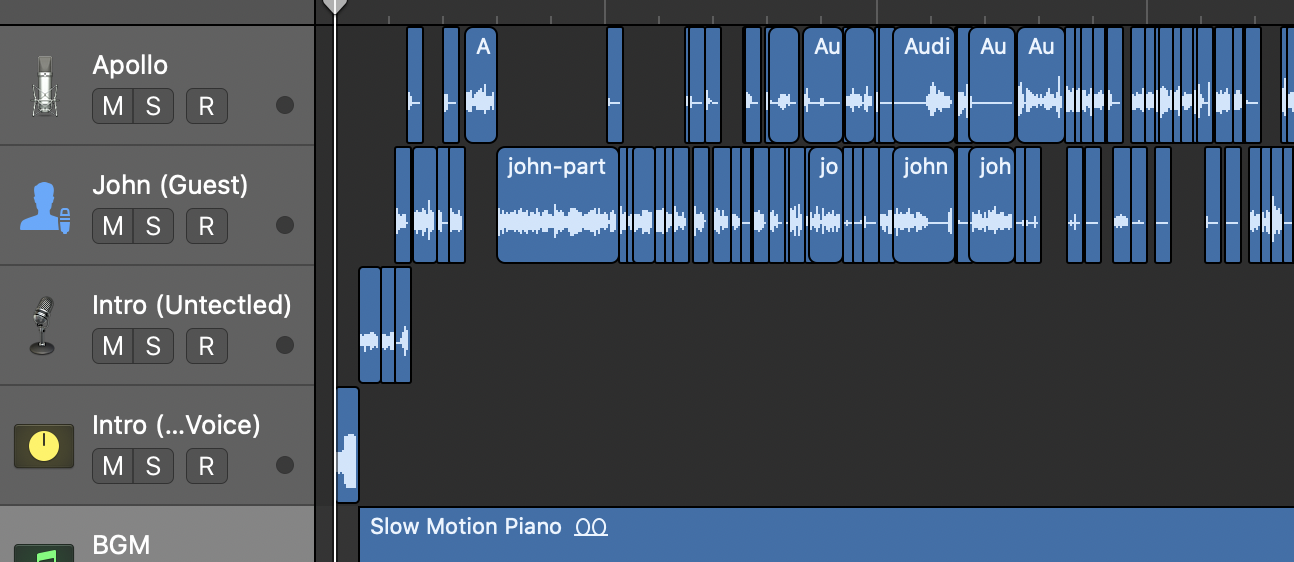 Apollo
M S R
A
Au
Audi
Au
Au
John (Guest)
M S R
john-part
jo
john
joh
Intro (Untectled)
M S R
Intro (...Voice)
M S R
BGM
Slow Motion Piano